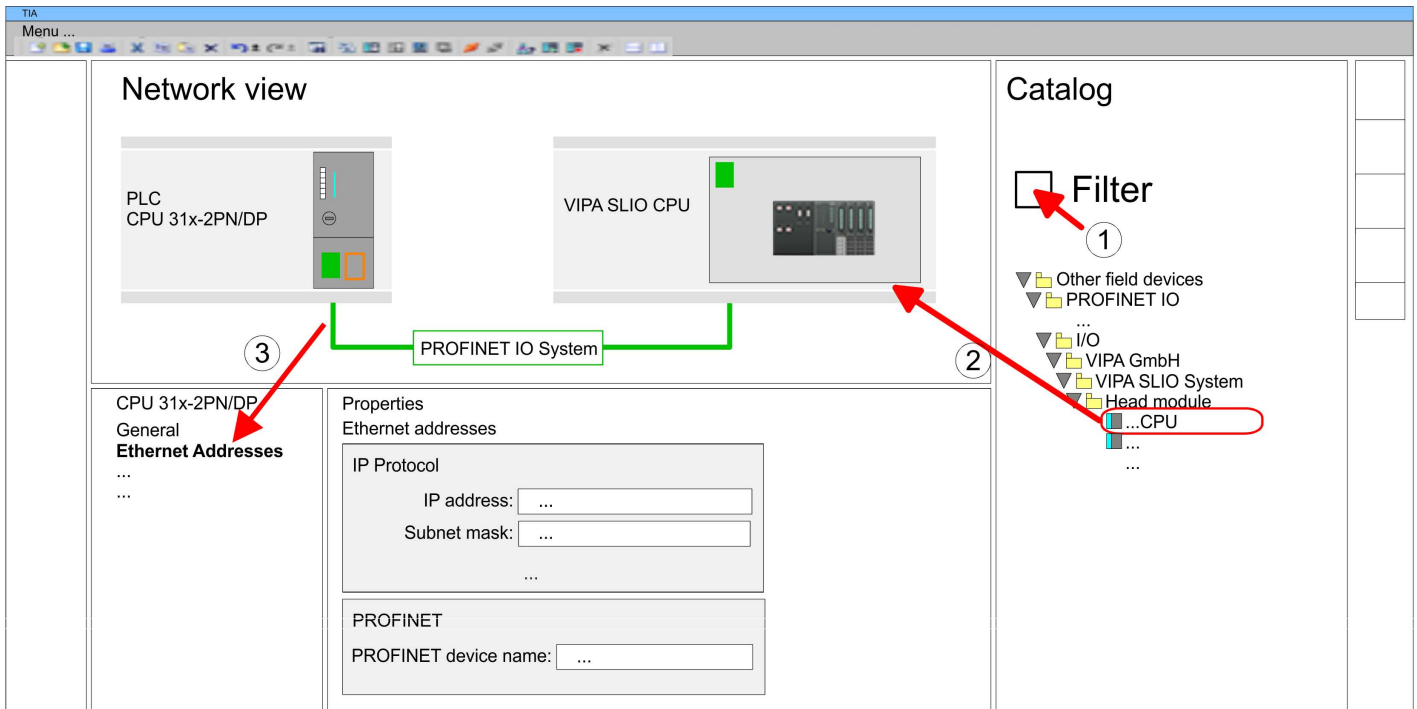 TIA
Menu ...
Network view
PLC
CPU 31x-2PN/DP
VIPA SLIO CPU
PROFINET IO System
3
2
Catalog
Filter
1
Other field devices
PROFINET IO
...
I/O
VIPA GmbH
VIPA SLIO System
Head module
...CPU
...
...
CPU 31x-2PN/DP
General
Ethernet Addresses
...
...
Properties
Ethernet addresses
IP Protocol
IP address: ...
Subnet mask: ...
...
PROFINET
PROFINET device name: ...